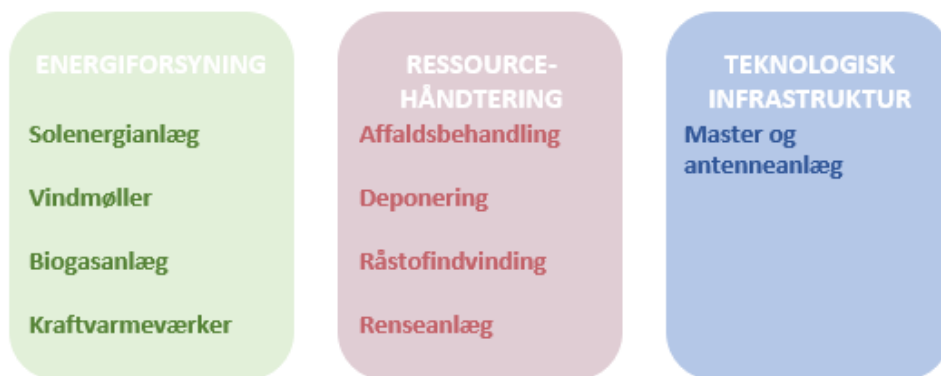 ENERGIFORSYNING
Solenergianlæg
Vindmøller
Biogasanlæg
Kraftvarmeværker
RESSOURCE-
HÅNDTERING
Affaldsbehandling
Deponering
Råstofindvinding
Renseanlæg
TEKNOLOGISK
INFRASTRUKTUR
Master og
antenneanlæg